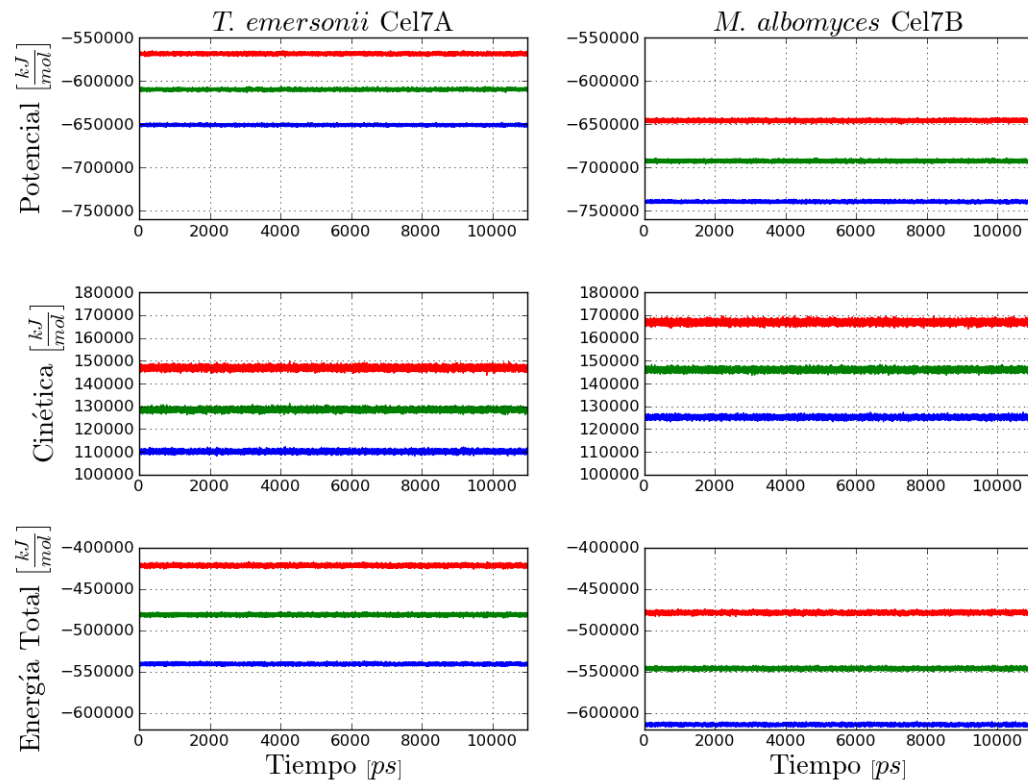 T. emersonii Cel7A
M. albomyces Cel7B
Potencial [kJ/mol]
−550000
−600000
−650000
−700000
−750000
0 2000 4000 6000 8000 10000
−550000
−600000
−650000
−700000
−750000
0 2000 4000 6000 8000 10000
Cinética [kJ/mol]
180000
170000
160000
150000
140000
130000
120000
110000
100000
0 2000 4000 6000 8000 10000
180000
170000
160000
150000
140000
130000
120000
110000
100000
0 2000 4000 6000 8000 10000
Energía Total [kJ/mol]
−400000
−450000
−500000
−550000
−600000
0 2000 4000 6000 8000 10000
Tiempo [ps]
−400000
−450000
−500000
−550000
−600000
0 2000 4000 6000 8000 10000
Tiempo [ps]